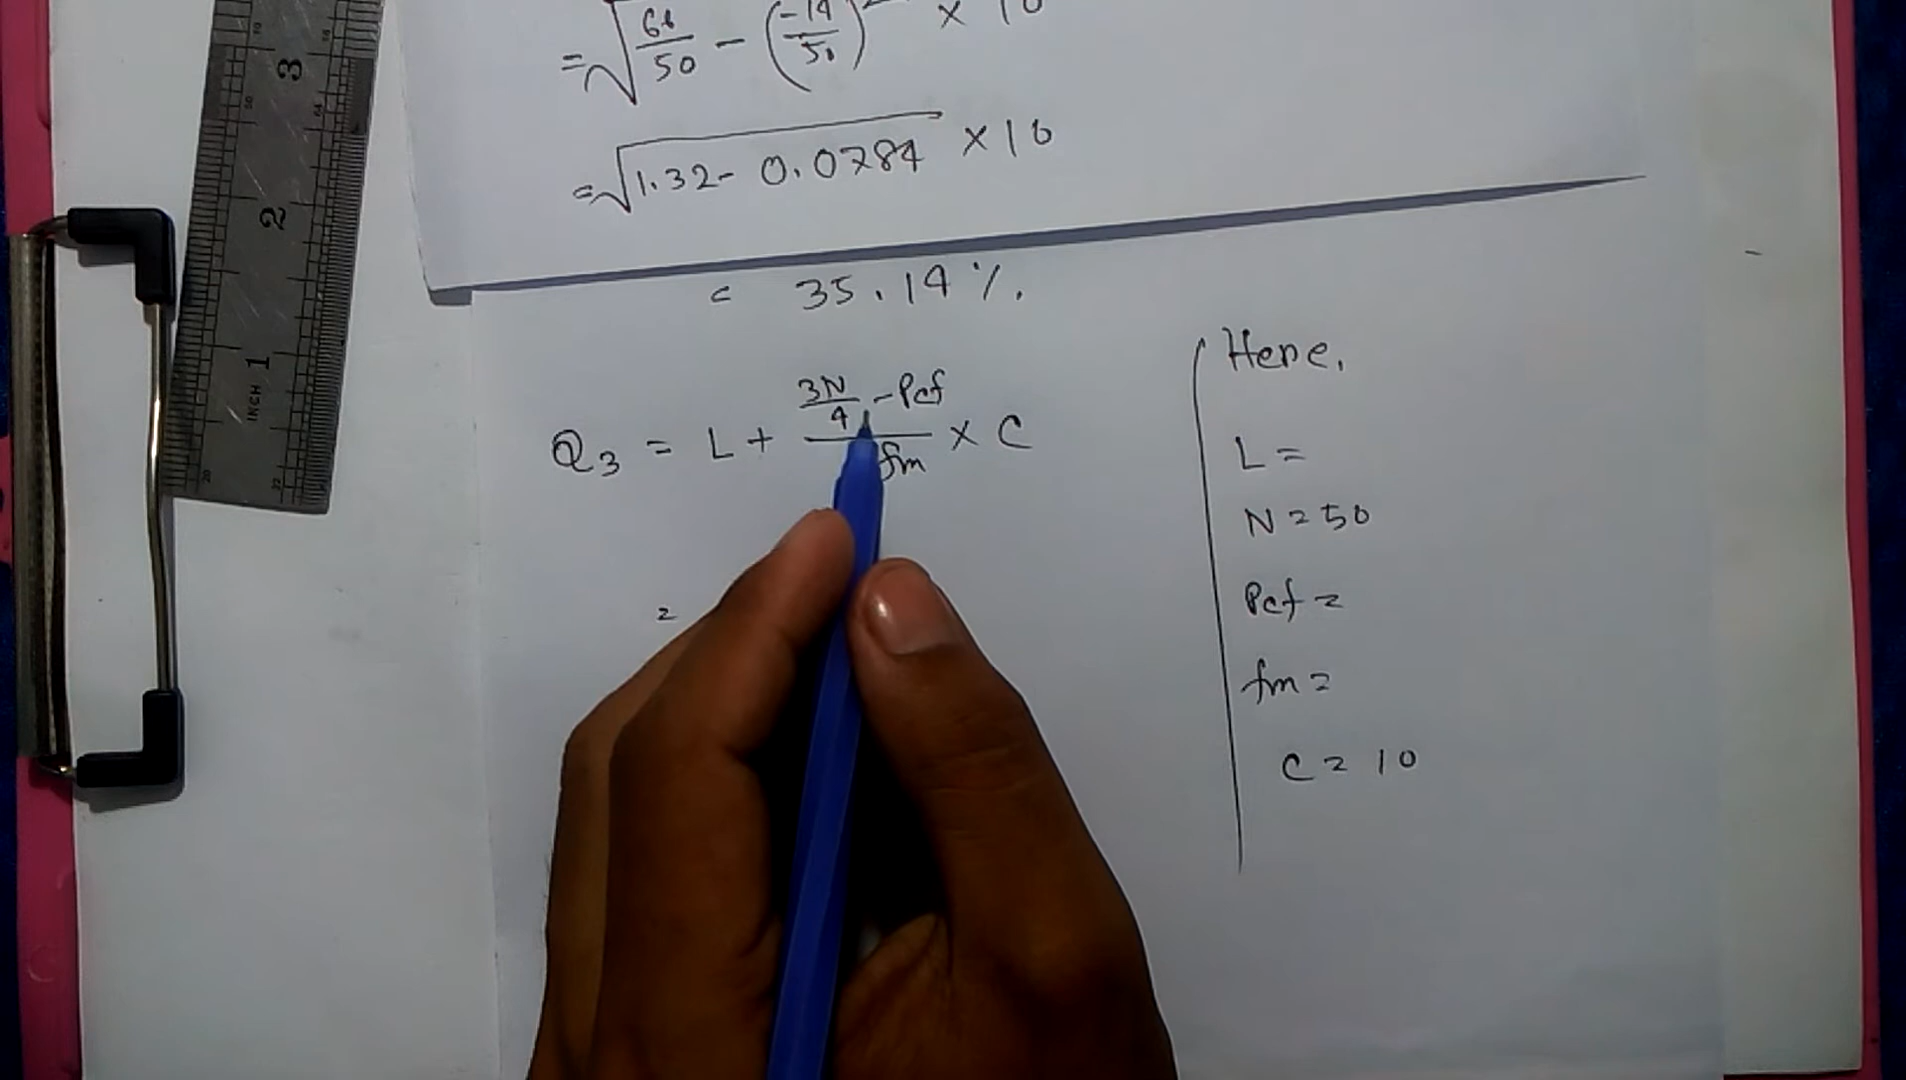 =√66/50 - (-14/50)² × 10
=√1.32 - 0.0784 × 10
= 35.14%.
Q3 = L + (3N/4 - Pcf)/fm × C
=
Here,
L =
N = 50
Pcf =
fm =
C = 10
3
2
1
INCH